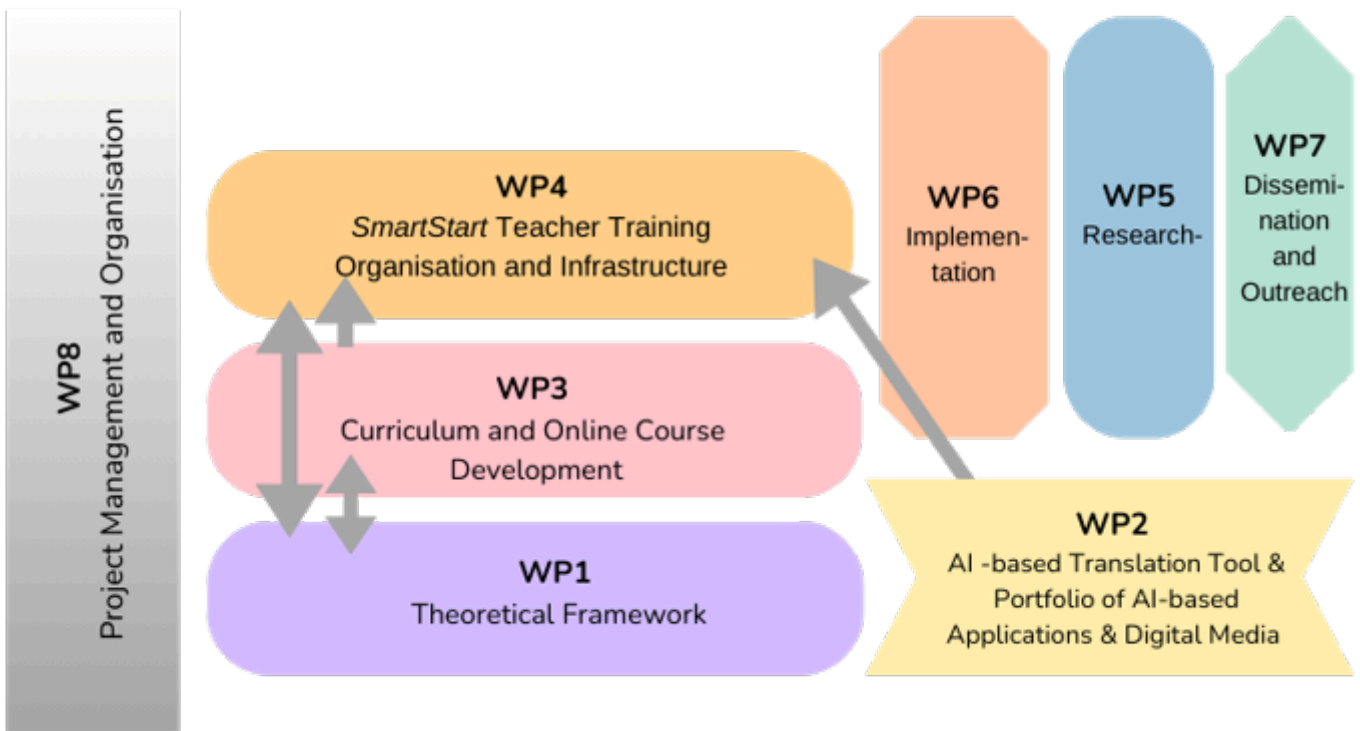 WP8
Project Management and Organisation
WP4
SmartStart Teacher Training
Organisation and Infrastructure
WP3
Curriculum and Online Course
Development
WP1
Theoretical Framework
WP6
Implemen-
tation
WP5
Research-
WP7
Dissemi-
nation
and
Outreach
WP2
AI -based Translation Tool &
Portfolio of AI-based
Applications & Digital Media